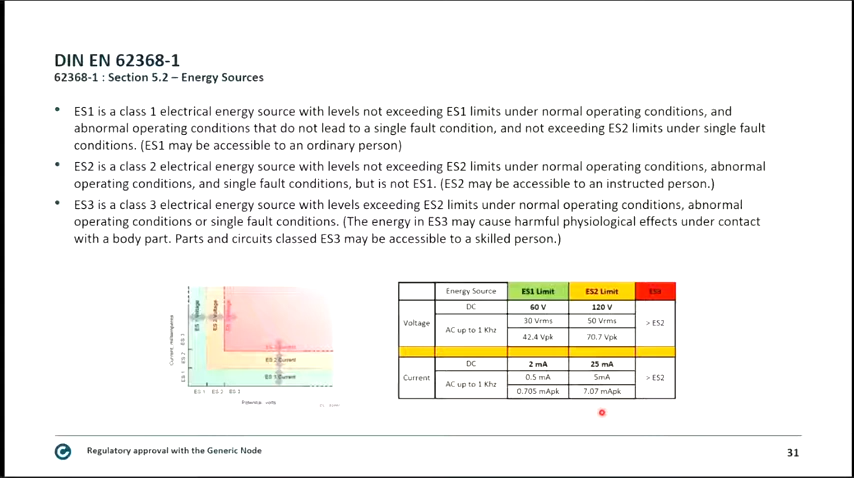 DIN EN 62368-1
62368-1 : Section 5.2 – Energy Sources
• ES1 is a class 1 electrical energy source with levels not exceeding ES1 limits under normal operating conditions, and
abnormal operating conditions that do not lead to a single fault condition, and not exceeding ES2 limits under single fault
conditions. (ES1 may be accessible to an ordinary person)
• ES2 is a class 2 electrical energy source with levels not exceeding ES2 limits under normal operating conditions, abnormal
operating conditions, and single fault conditions, but is not ES1. (ES2 may be accessible to an instructed person.)
• ES3 is a class 3 electrical energy source with levels exceeding ES2 limits under normal operating conditions, abnormal
operating conditions or single fault conditions. (The energy in ES3 may cause harmful physiological effects under contact
with a body part. Parts and circuits classed ES3 may be accessible to a skilled person.)
ES 2 Current
ES 1 Current
ES 1 ES 2 ES 3
Energy Source ES1 Limit ES2 Limit ES3
Voltage DC 60 V 120 V > ES2
AC up to 1 Khz 30 Vrms 50 Vrms
42.4 Vpk 70.7 Vpk
Current DC 2 mA 25 mA > ES2
AC up to 1 Khz 0.5 mA 5mA
0.705 mApk 7.07 mApk
Regulatory approval with the Generic Node
31